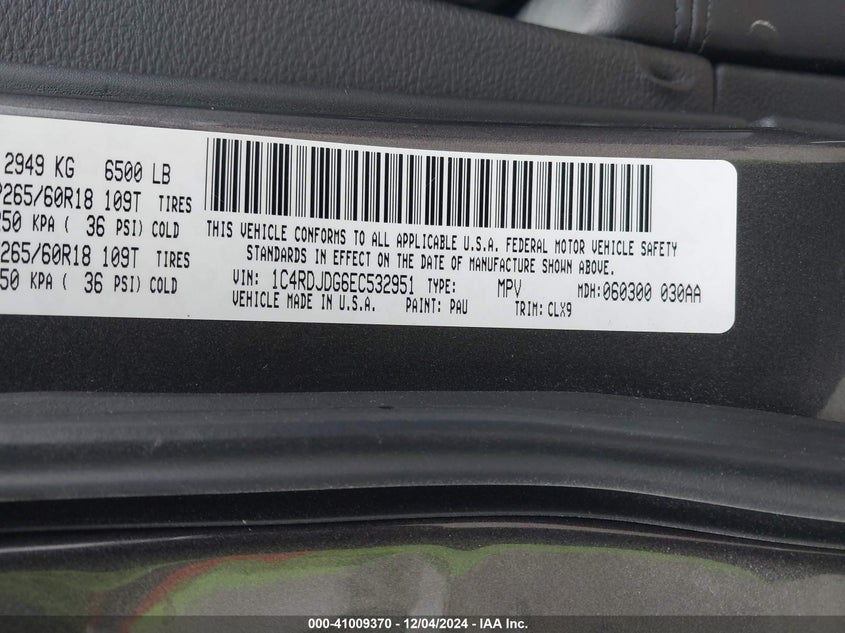 2949 KG 6500 LB
P265/60R18 109T TIRES
250 KPA ( 36 PSI) COLD
265/60R18 109T TIRES
50 KPA ( 36 PSI) COLD
THIS VEHICLE CONFORMS TO ALL APPLICABLE U.S.A. FEDERAL MOTOR VEHICLE SAFETY
STANDARDS IN EFFECT ON THE DATE OF MANUFACTURE SHOWN ABOVE.
VIN: 1C4RDJDG6EC532951 TYPE: MPV MDH:060300 030AA
VEHICLE MADE IN U.S.A. PAINT: PAU TRIM: CLX9
000-41009370 - 12/04/2024 - IAA Inc.